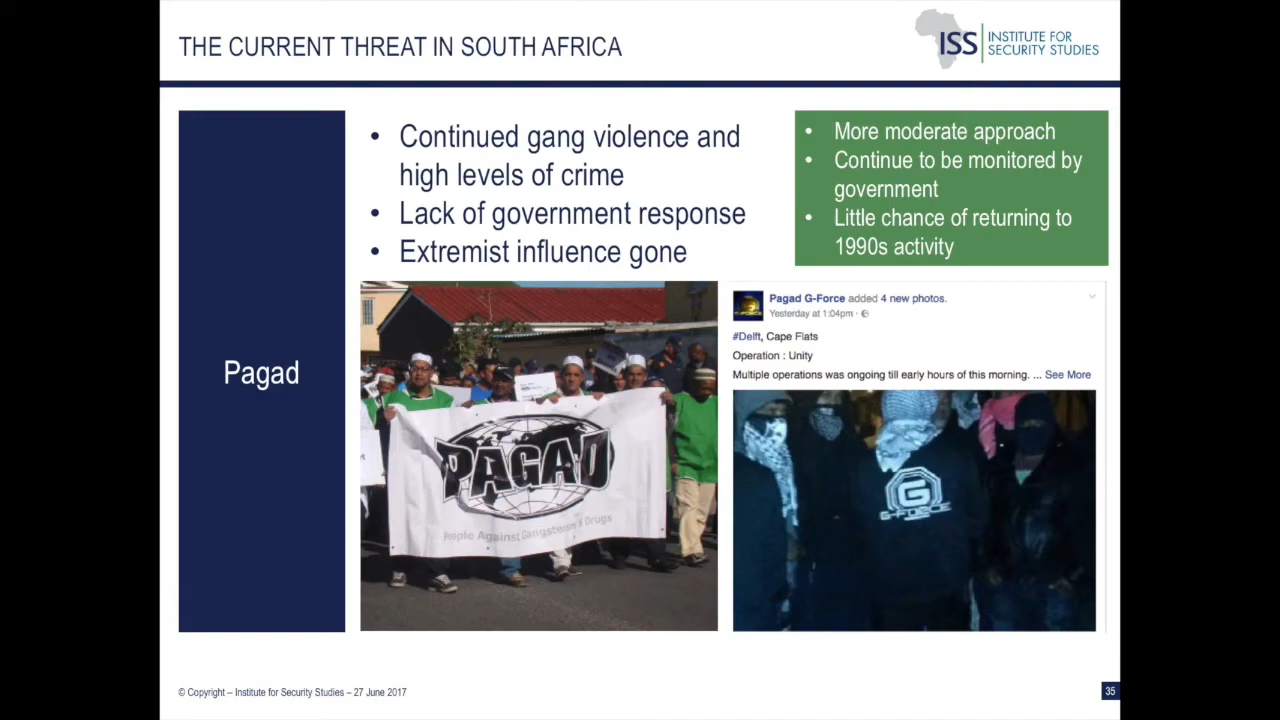 THE CURRENT THREAT IN SOUTH AFRICA
ISS
INSTITUTE FOR
SECURITY STUDIES
Pagad
• Continued gang violence and
high levels of crime
• Lack of government response
• Extremist influence gone
• More moderate approach
• Continue to be monitored by
government
• Little chance of returning to
1990s activity
PAGAD
People Against Gangsterism & Drugs
Pagad G-Force added 4 new photos.
Yesterday at 1:04pm ·
#Delft, Cape Flats
Operation : Unity
Multiple operations was ongoing till early hours of this morning. ... See More
G
G-FORCE
© Copyright – Institute for Security Studies – 27 June 2017
35